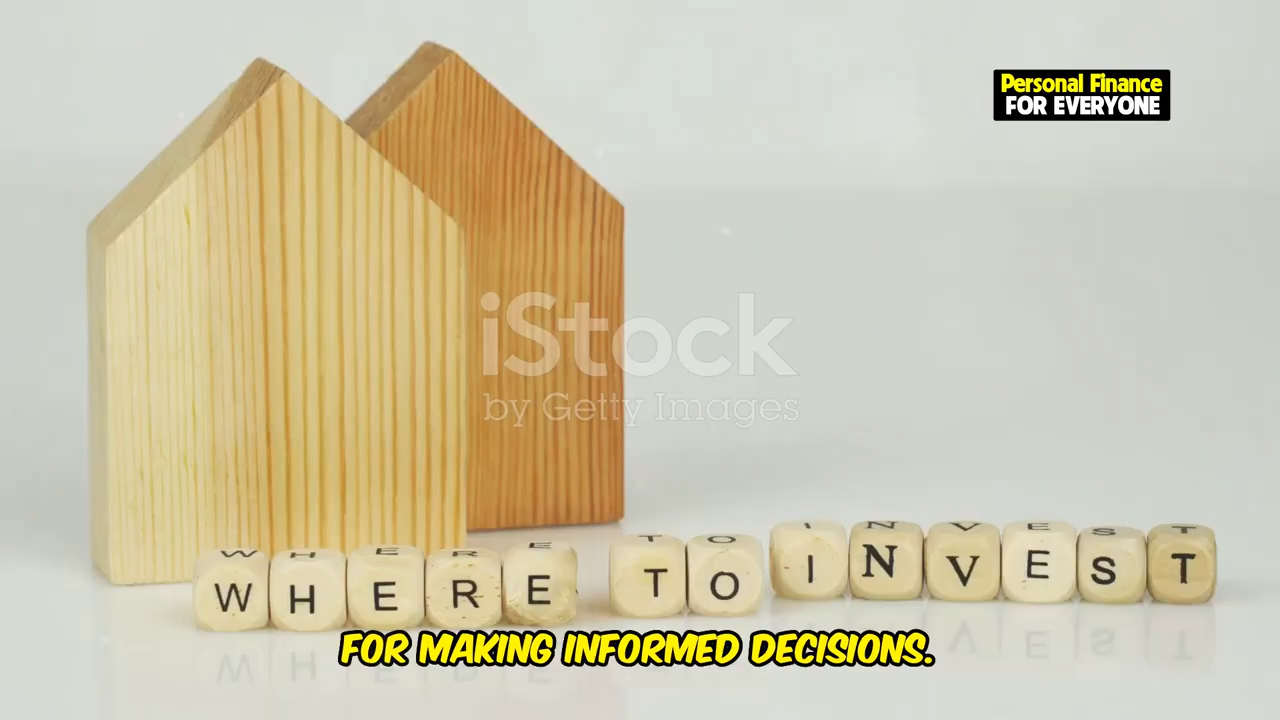 Personal Finance
FOR EVERYONE
iStock
by Getty Images
WHERE TO INVEST
FOR MAKING INFORMED DECISIONS.